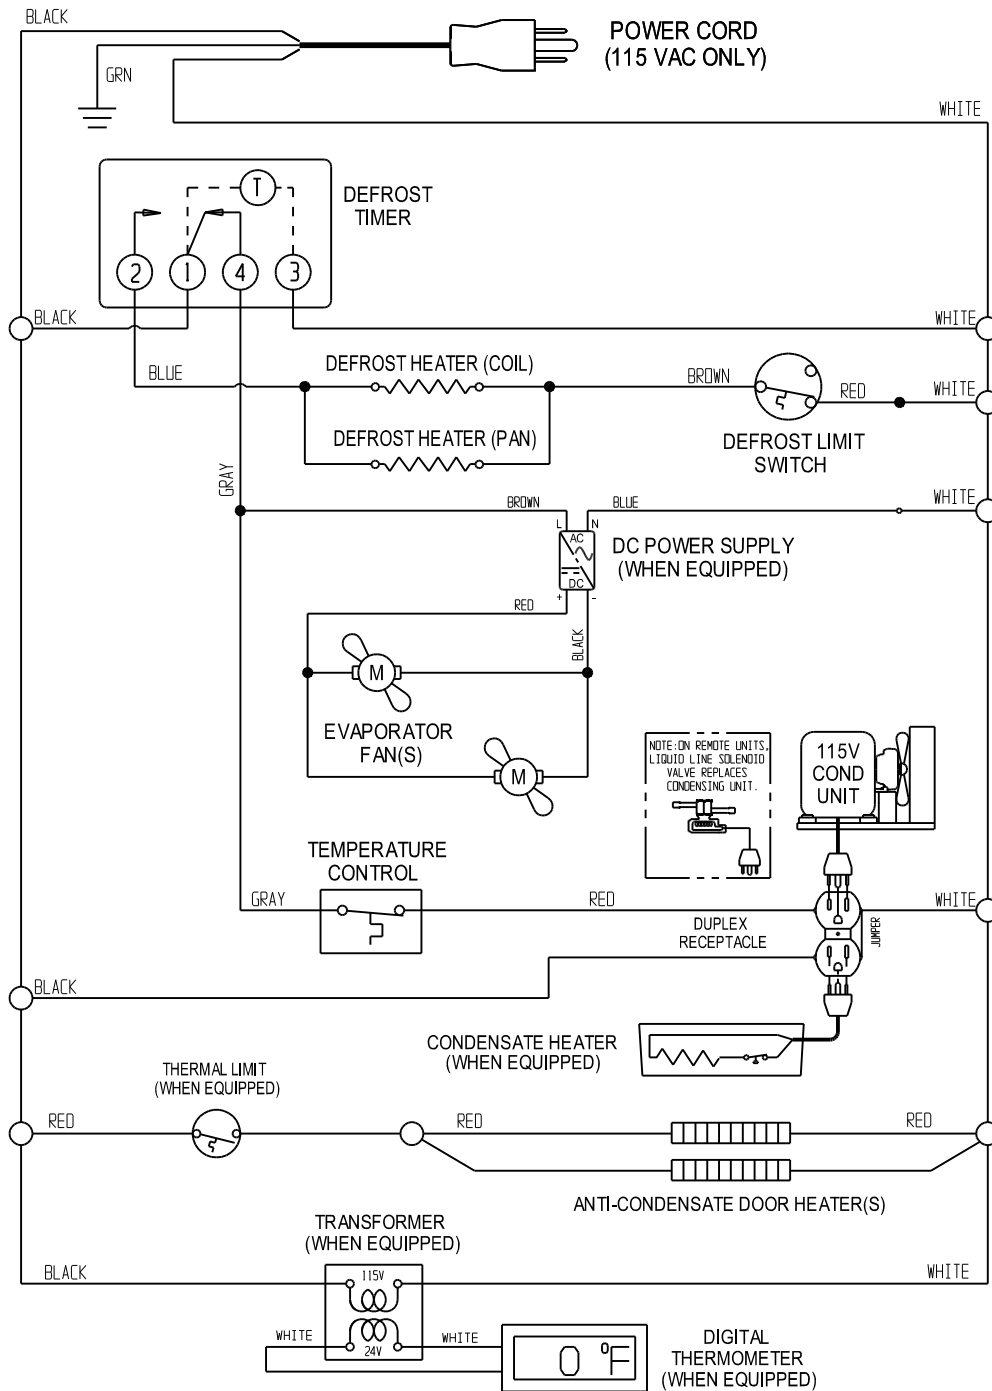 BLACK
POWER CORD
(115 VAC ONLY)
GRN
WHITE
T
DEFROST
TIMER
2
1
4
3
BLACK
WHITE
BLUE
DEFROST HEATER (COIL)
BROWN
RED
WHITE
DEFROST HEATER (PAN)
DEFROST LIMIT
SWITCH
GRAY
BROWN
BLUE
WHITE
L
N
AC
DC
+
-
DC POWER SUPPLY
(WHEN EQUIPPED)
RED
BLACK
M
EVAPORATOR
FAN(S)
M
NOTE:ON REMOTE UNITS,
LIQUID LINE SOLENOID
VALVE REPLACES
CONDENSING UNIT.
115V
COND
UNIT
TEMPERATURE
CONTROL
GRAY
RED
WHITE
DUPLEX
RECEPTACLE
JUMPER
BLACK
CONDENSATE HEATER
(WHEN EQUIPPED)
THERMAL LIMIT
(WHEN EQUIPPED)
RED
RED
RED
ANTI-CONDENSATE DOOR HEATER(S)
TRANSFORMER
(WHEN EQUIPPED)
BLACK
115V
WHITE
WHITE
24V
WHITE
0 °F
DIGITAL
THERMOMETER
(WHEN EQUIPPED)